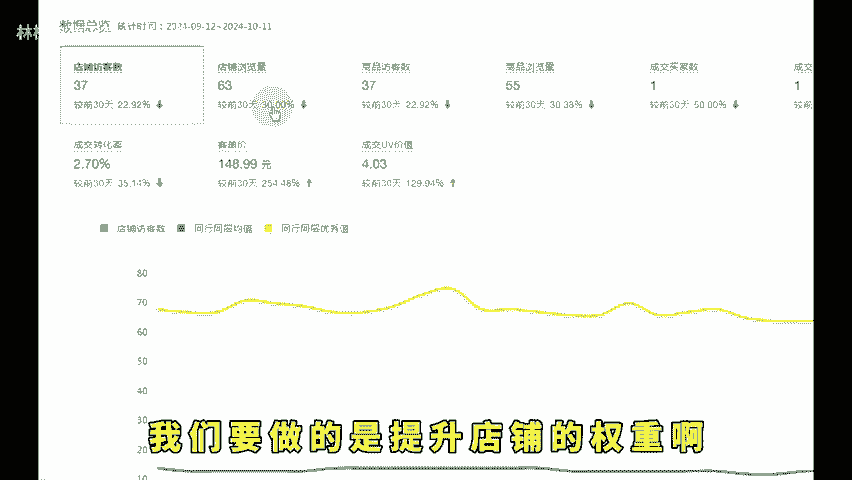 数据总览 统计时间：2024-09-12~2024-10-11
林
店铺访客数 店铺浏览量 商品访客数 商品浏览量 成交买家数 成交
37 63 37 55 1 1
较前30天 22.92% 较前30天 30.00% 较前30天 22.92% 较前30天 30.38% 较前30天 50.00% 较前30天
成交转化率 客单价 成交UV价值
2.70% 148.99 元 4.03
较前30天 35.14% 较前30天 254.48% 较前30天 129.94%
店铺访客数 同行同层均值 同行同层优秀值
80
70
60
50
40
30
20
10
我们要做的是提升店铺的权重啊